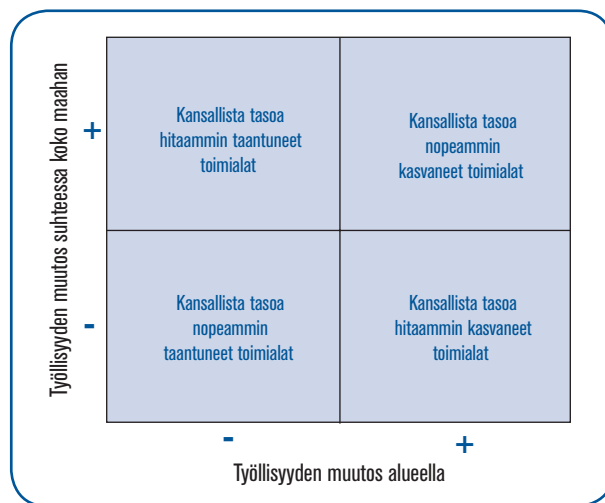 Työllisyyden muutos suhteessa koko maahan
+
Kansallista tasoa
hitaammin taantuneet
toimialat
Kansallista tasoa
nopeammin
kasvaneet toimialat
-
Kansallista tasoa
nopeammin
taantuneet toimialat
Kansallista tasoa
hitaammin kasvaneet
toimialat
-
+
Työllisyyden muutos alueella